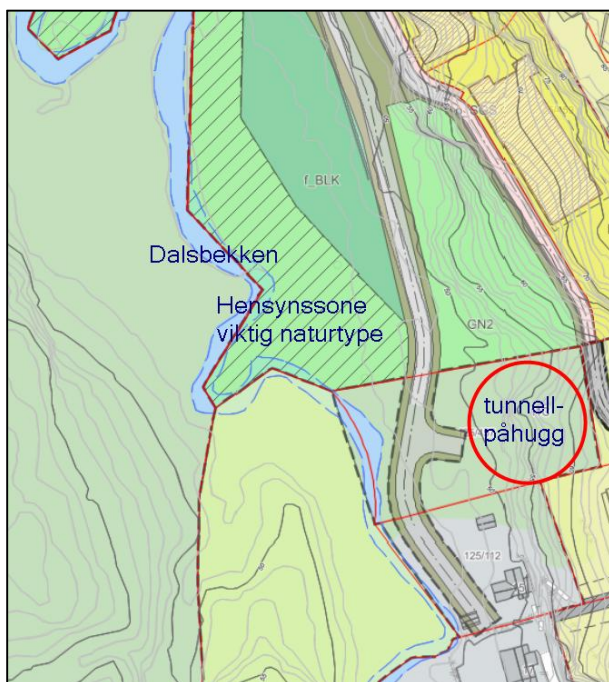 f_BLK
Dalsbekken
Hensynssone
viktig naturtype
GN2
tunnell-
påhugg
125/112